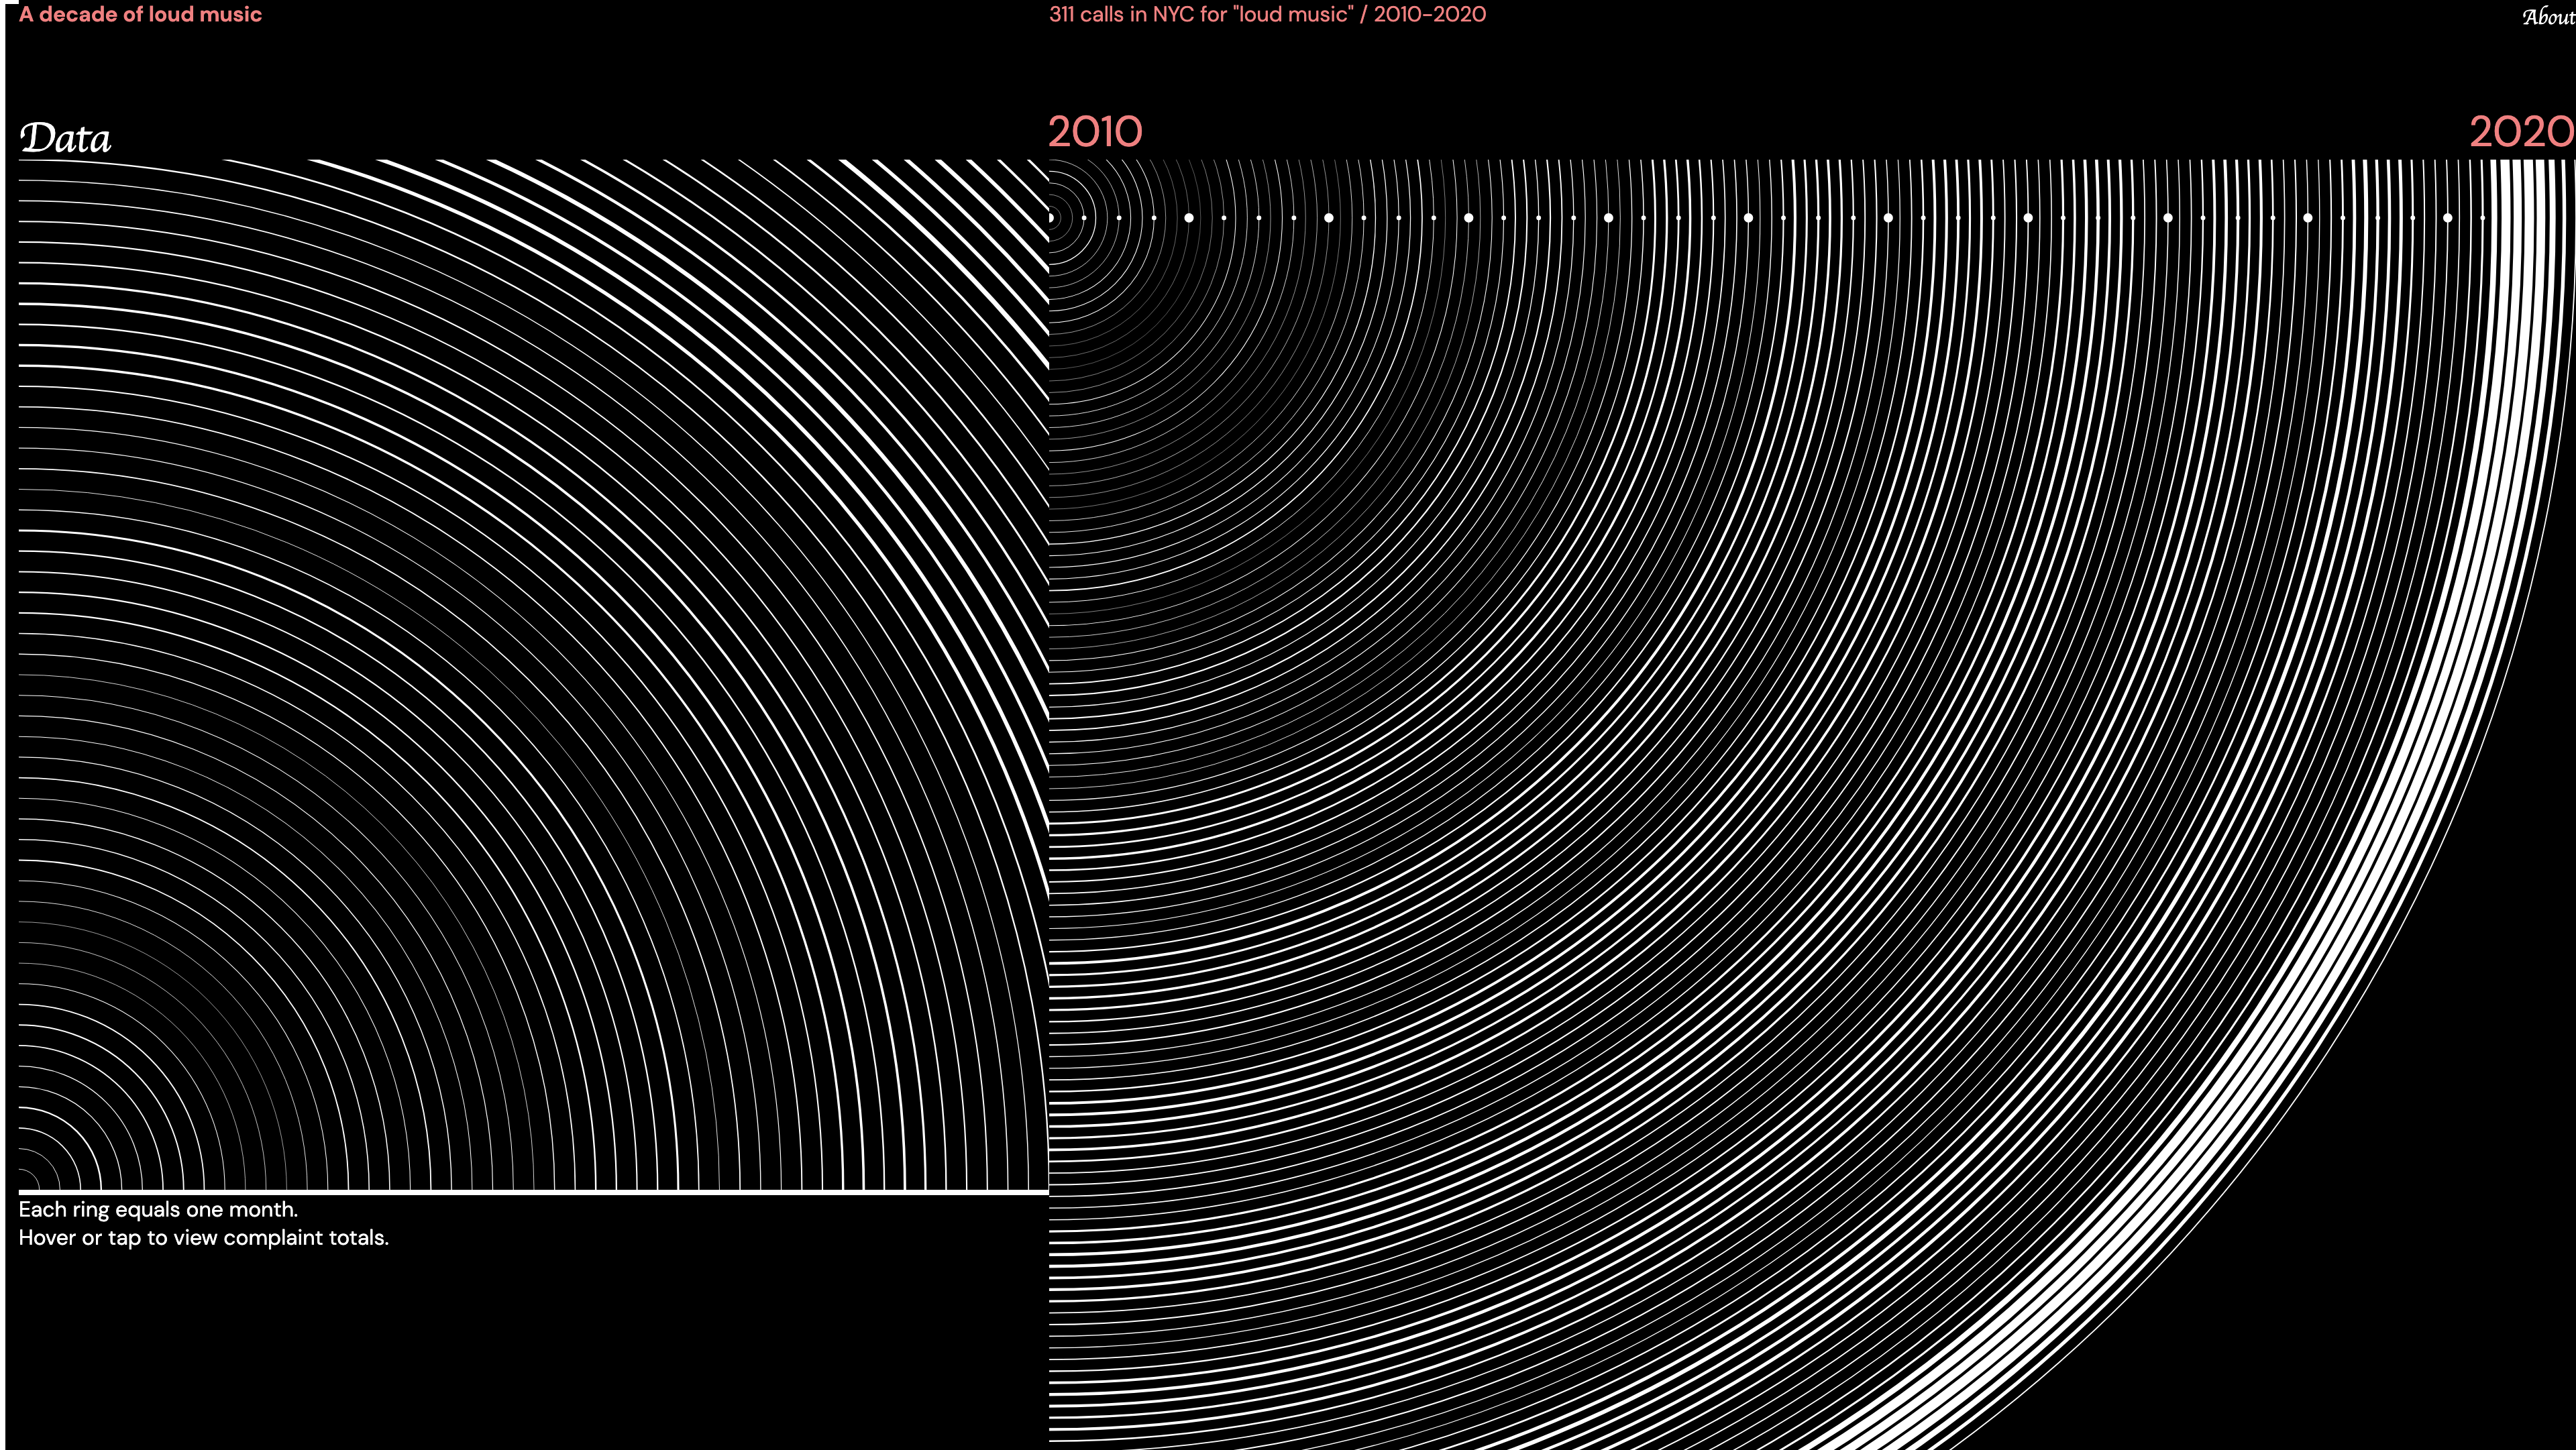 A decade of loud music
311 calls in NYC for "loud music" / 2010–2020
About
Data
2010
2020
Each ring equals one month.
Hover or tap to view complaint totals.